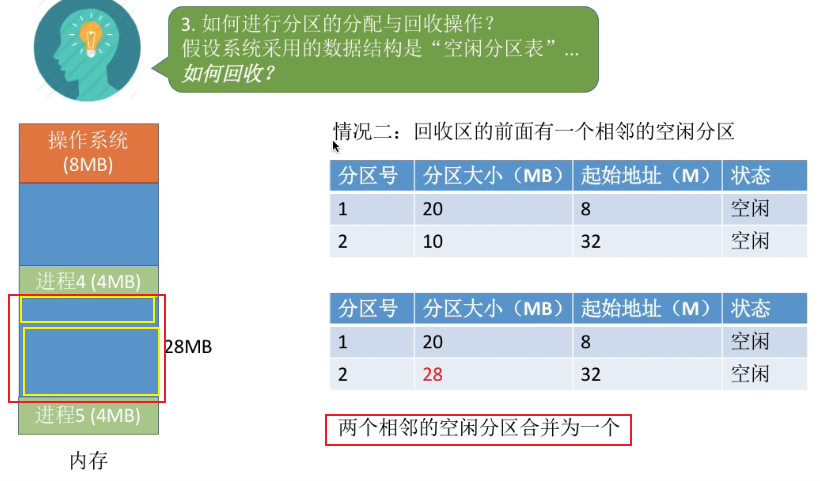 3. 如何进行分区的分配与回收操作？
假设系统采用的数据结构是“空闲分区表”...
如何回收？
操作系统
(8MB)
进程4 (4MB)
28MB
进程5 (4MB)
内存
情况二：回收区的前面有一个相邻的空闲分区
分区号 分区大小（MB） 起始地址（M） 状态
1 20 8 空闲
2 10 32 空闲
分区号 分区大小（MB） 起始地址（M） 状态
1 20 8 空闲
2 28 32 空闲
两个相邻的空闲分区合并为一个